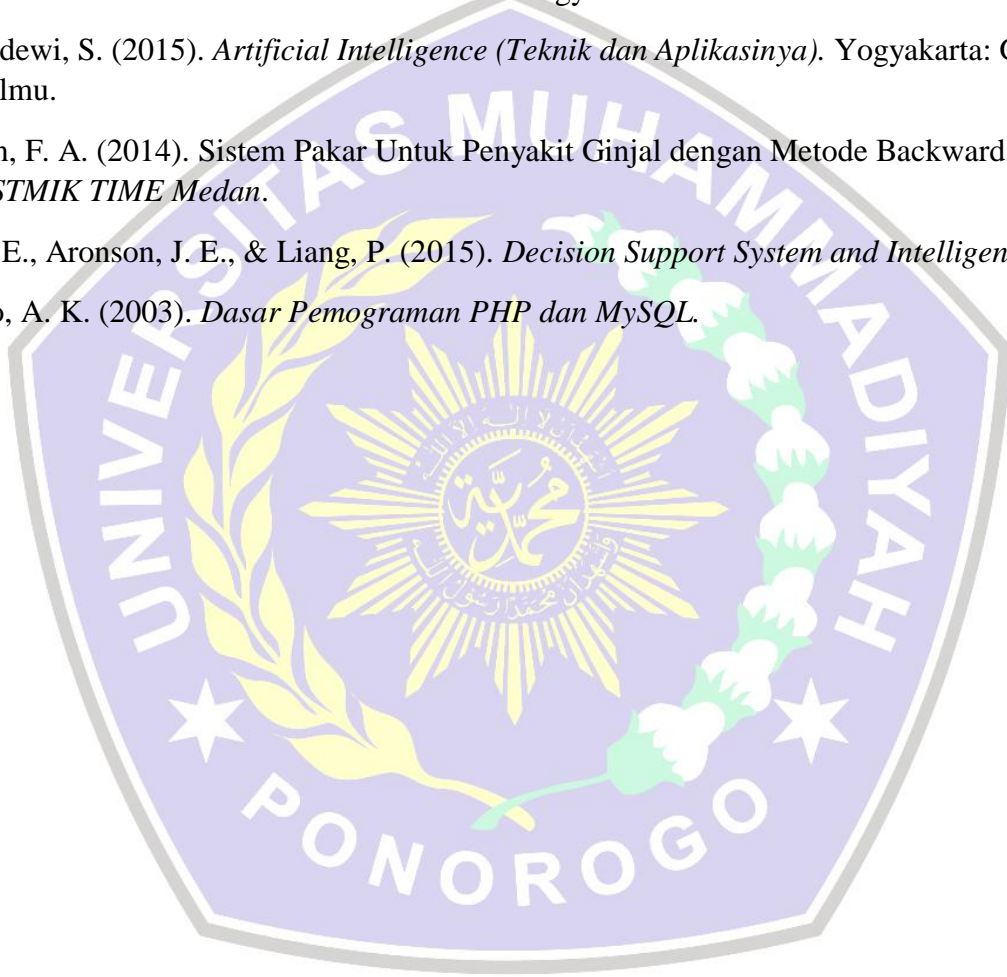 gy
dewi, S. (2015). Artificial Intelligence (Teknik dan Aplikasinya). Yogyakarta: G
lmu.
n, F. A. (2014). Sistem Pakar Untuk Penyakit Ginjal dengan Metode Backward
STMIK TIME Medan.
E., Aronson, J. E., & Liang, P. (2015). Decision Support System and Intelligen
o, A. K. (2003). Dasar Pemograman PHP dan MySQL.
UNIVERSITAS MUHAMMADIYAH
محمدية
PONOROGO